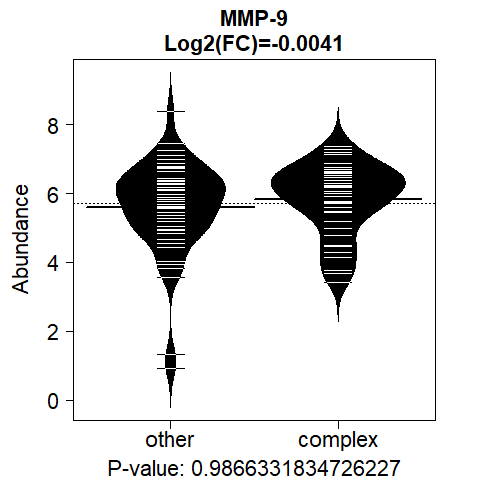 MMP-9
Log2(FC)=-0.0041
Abundance
8
6
4
2
0
other complex
P-value: 0.9866331834726227